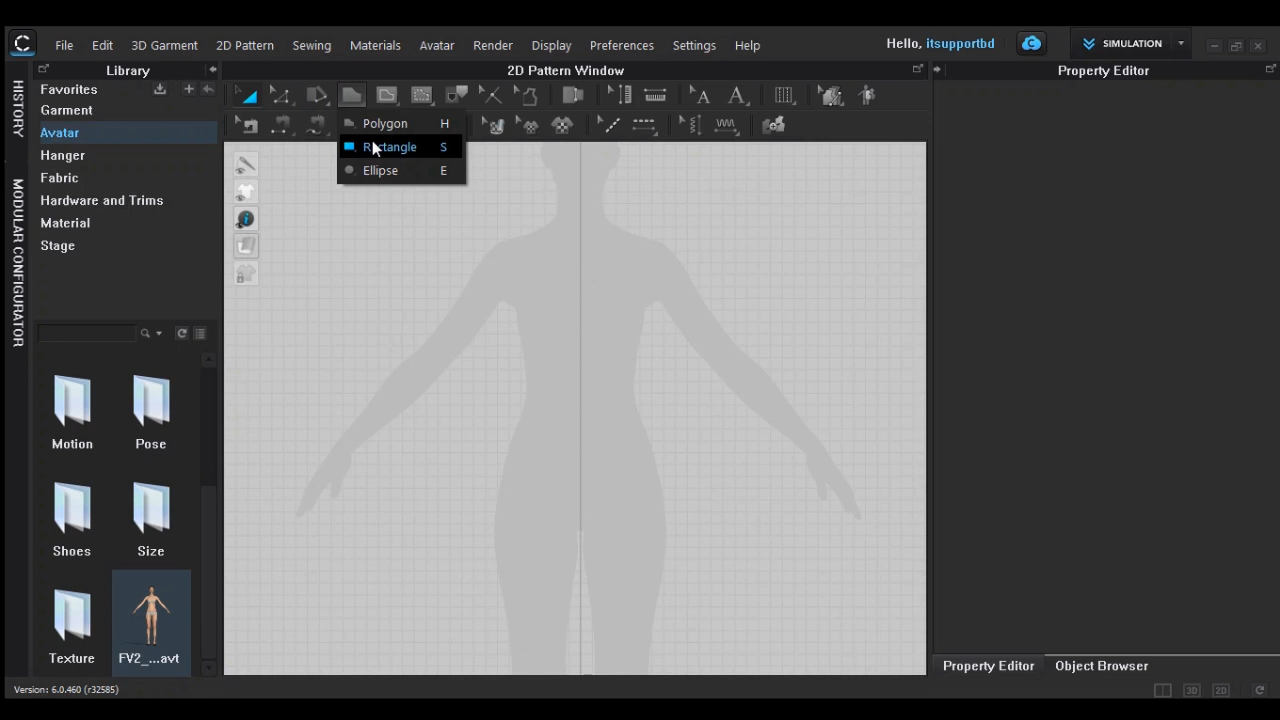 File Edit 3D Garment 2D Pattern Sewing Materials Avatar Render Display Preferences Settings Help Hello, itsupportbd SIMULATION
HISTORY
MODULAR CONFIGURATOR
Library
Favorites
Garment
Avatar
Hanger
Fabric
Hardware and Trims
Material
Stage
Motion Pose
Shoes Size
Texture FV2_...avt
2D Pattern Window
Polygon H
Rectangle S
Ellipse E
Property Editor
Property Editor Object Browser
Version: 6.0.460 (r32585)
3D 2D